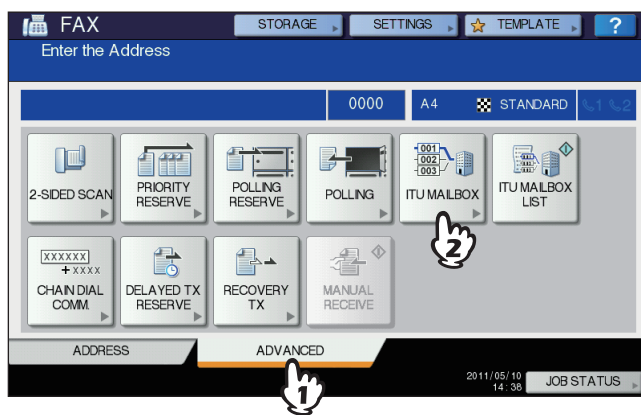 FAX
STORAGE
SETTINGS
TEMPLATE
?
Enter the Address
0000
A4
STANDARD
1
2
2-SIDED SCAN
PRIORITY
RESERVE
POLLING
RESERVE
POLLING
001
002
003
ITU MAILBOX
ITU MAILBOX
LIST
2
XXXXXX
+XXXX
CHAIN DIAL
COMM.
DELAYED TX
RESERVE
RECOVERY
TX
MANUAL
RECEIVE
ADDRESS
ADVANCED
1
2011/05/10
14:38
JOB STATUS